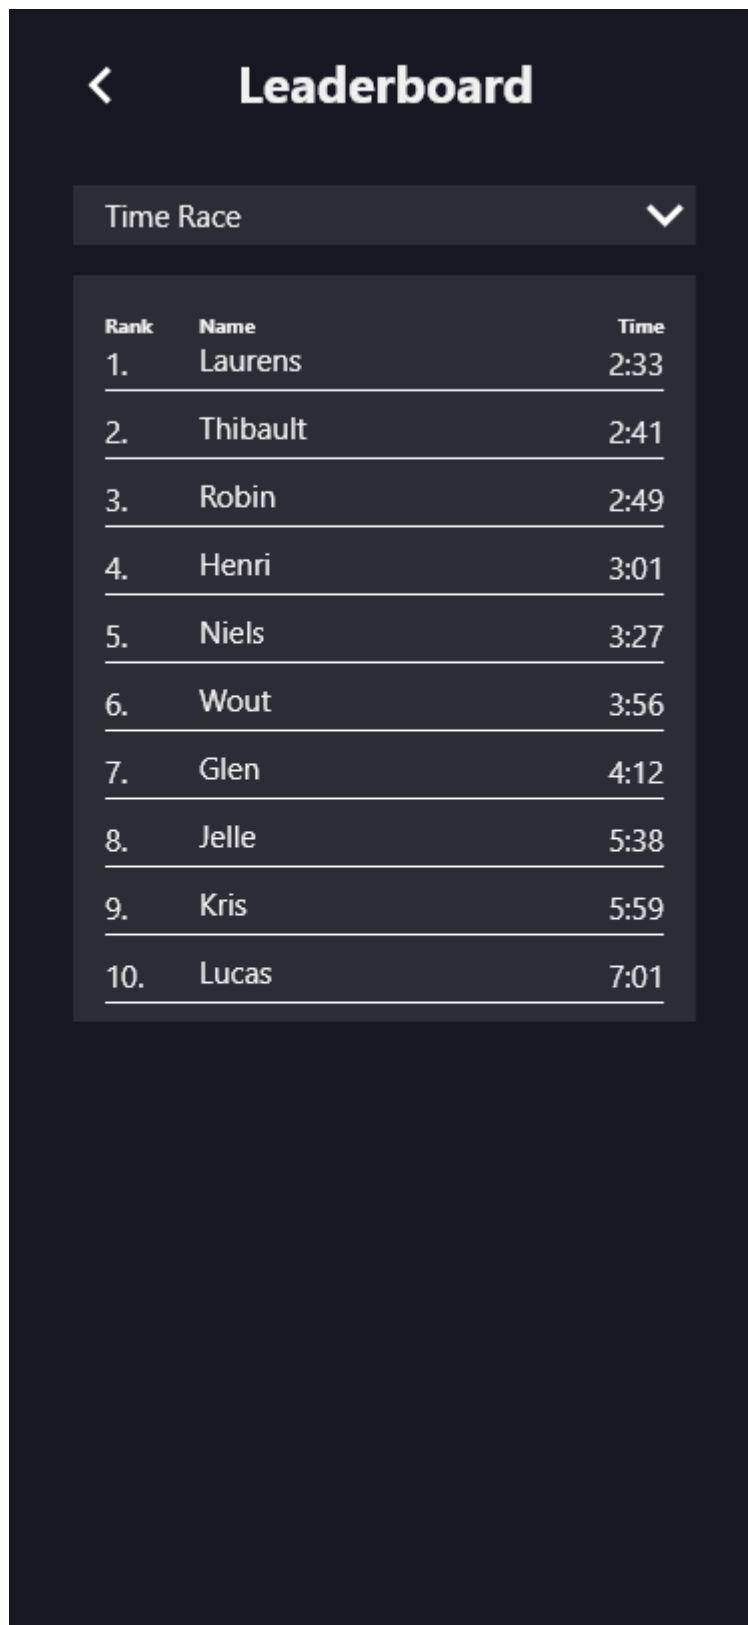 Leaderboard
Time Race
Rank Name Time
1. Laurens 2:33
2. Thibault 2:41
3. Robin 2:49
4. Henri 3:01
5. Niels 3:27
6. Wout 3:56
7. Glen 4:12
8. Jelle 5:38
9. Kris 5:59
10. Lucas 7:01